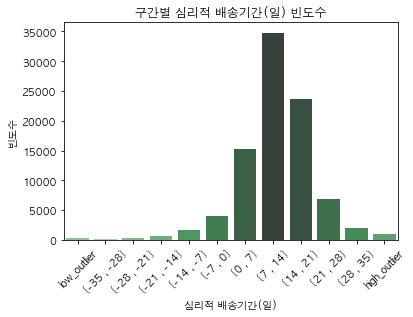 구간별 심리적 배송기간(일) 빈도수
빈도수
35000
30000
25000
20000
15000
10000
5000
0
low_outlier
[-35 , -28)
[-28 , -21)
[-21 , -14)
[-14 , -7)
[-7 , 0)
[0 , 7)
[7 , 14)
[14 , 21)
[21 , 28)
[28 , 35)
high_outlier
심리적 배송기간(일)